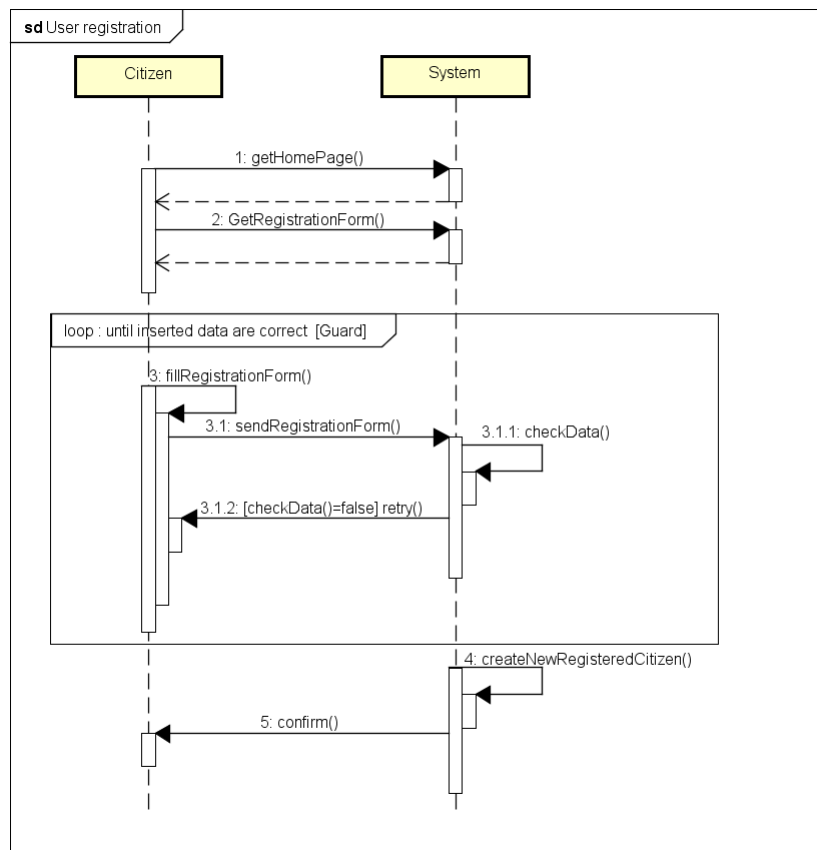 sd User registration
Citizen
System
1: getHomePage()
2: GetRegistrationForm()
loop : until inserted data are correct [Guard]
3: fillRegistrationForm()
3.1: sendRegistrationForm()
3.1.1: checkData()
3.1.2: [checkData()=false] retry()
4: createNewRegisteredCitizen()
5: confirm()